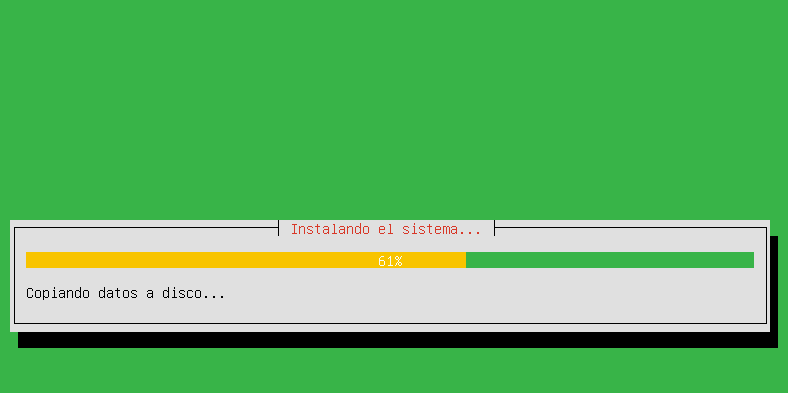 Instalando el sistema...
61%
Copiando datos a disco...